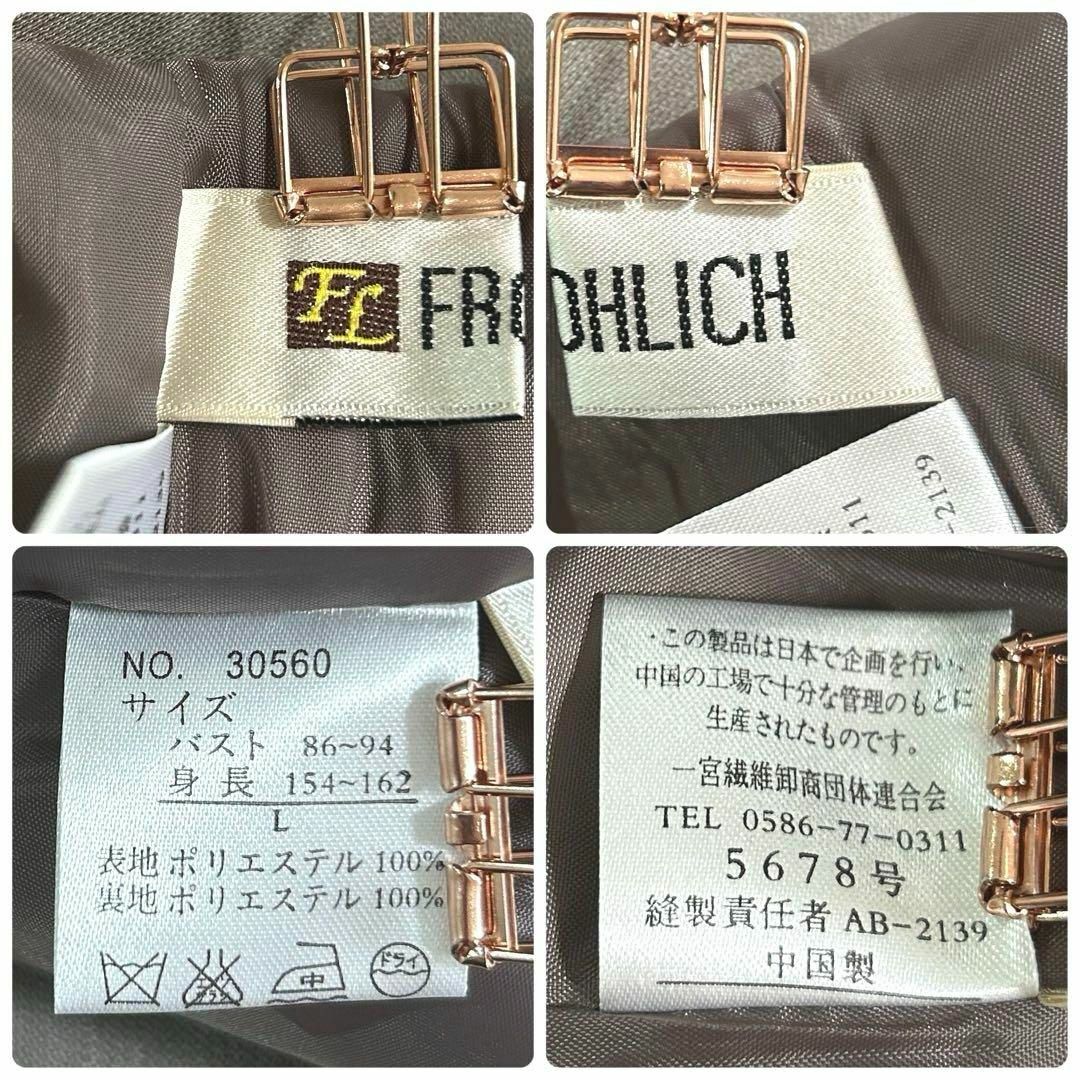 FL FRO
OHLICH
-2139
NO. 30560
サイズ
バスト 86~94
身長 154~162
L
表地 ポリエステル 100%
裏地 ポリエステル 100%
中
ドライ
・この製品は日本で企画を行い、
中国の工場で十分な管理のもとに
生産されたものです。
一宮繊維卸商団体連合会
TEL 0586-77-0311
5678号
縫製責任者 AB-2139
中国製